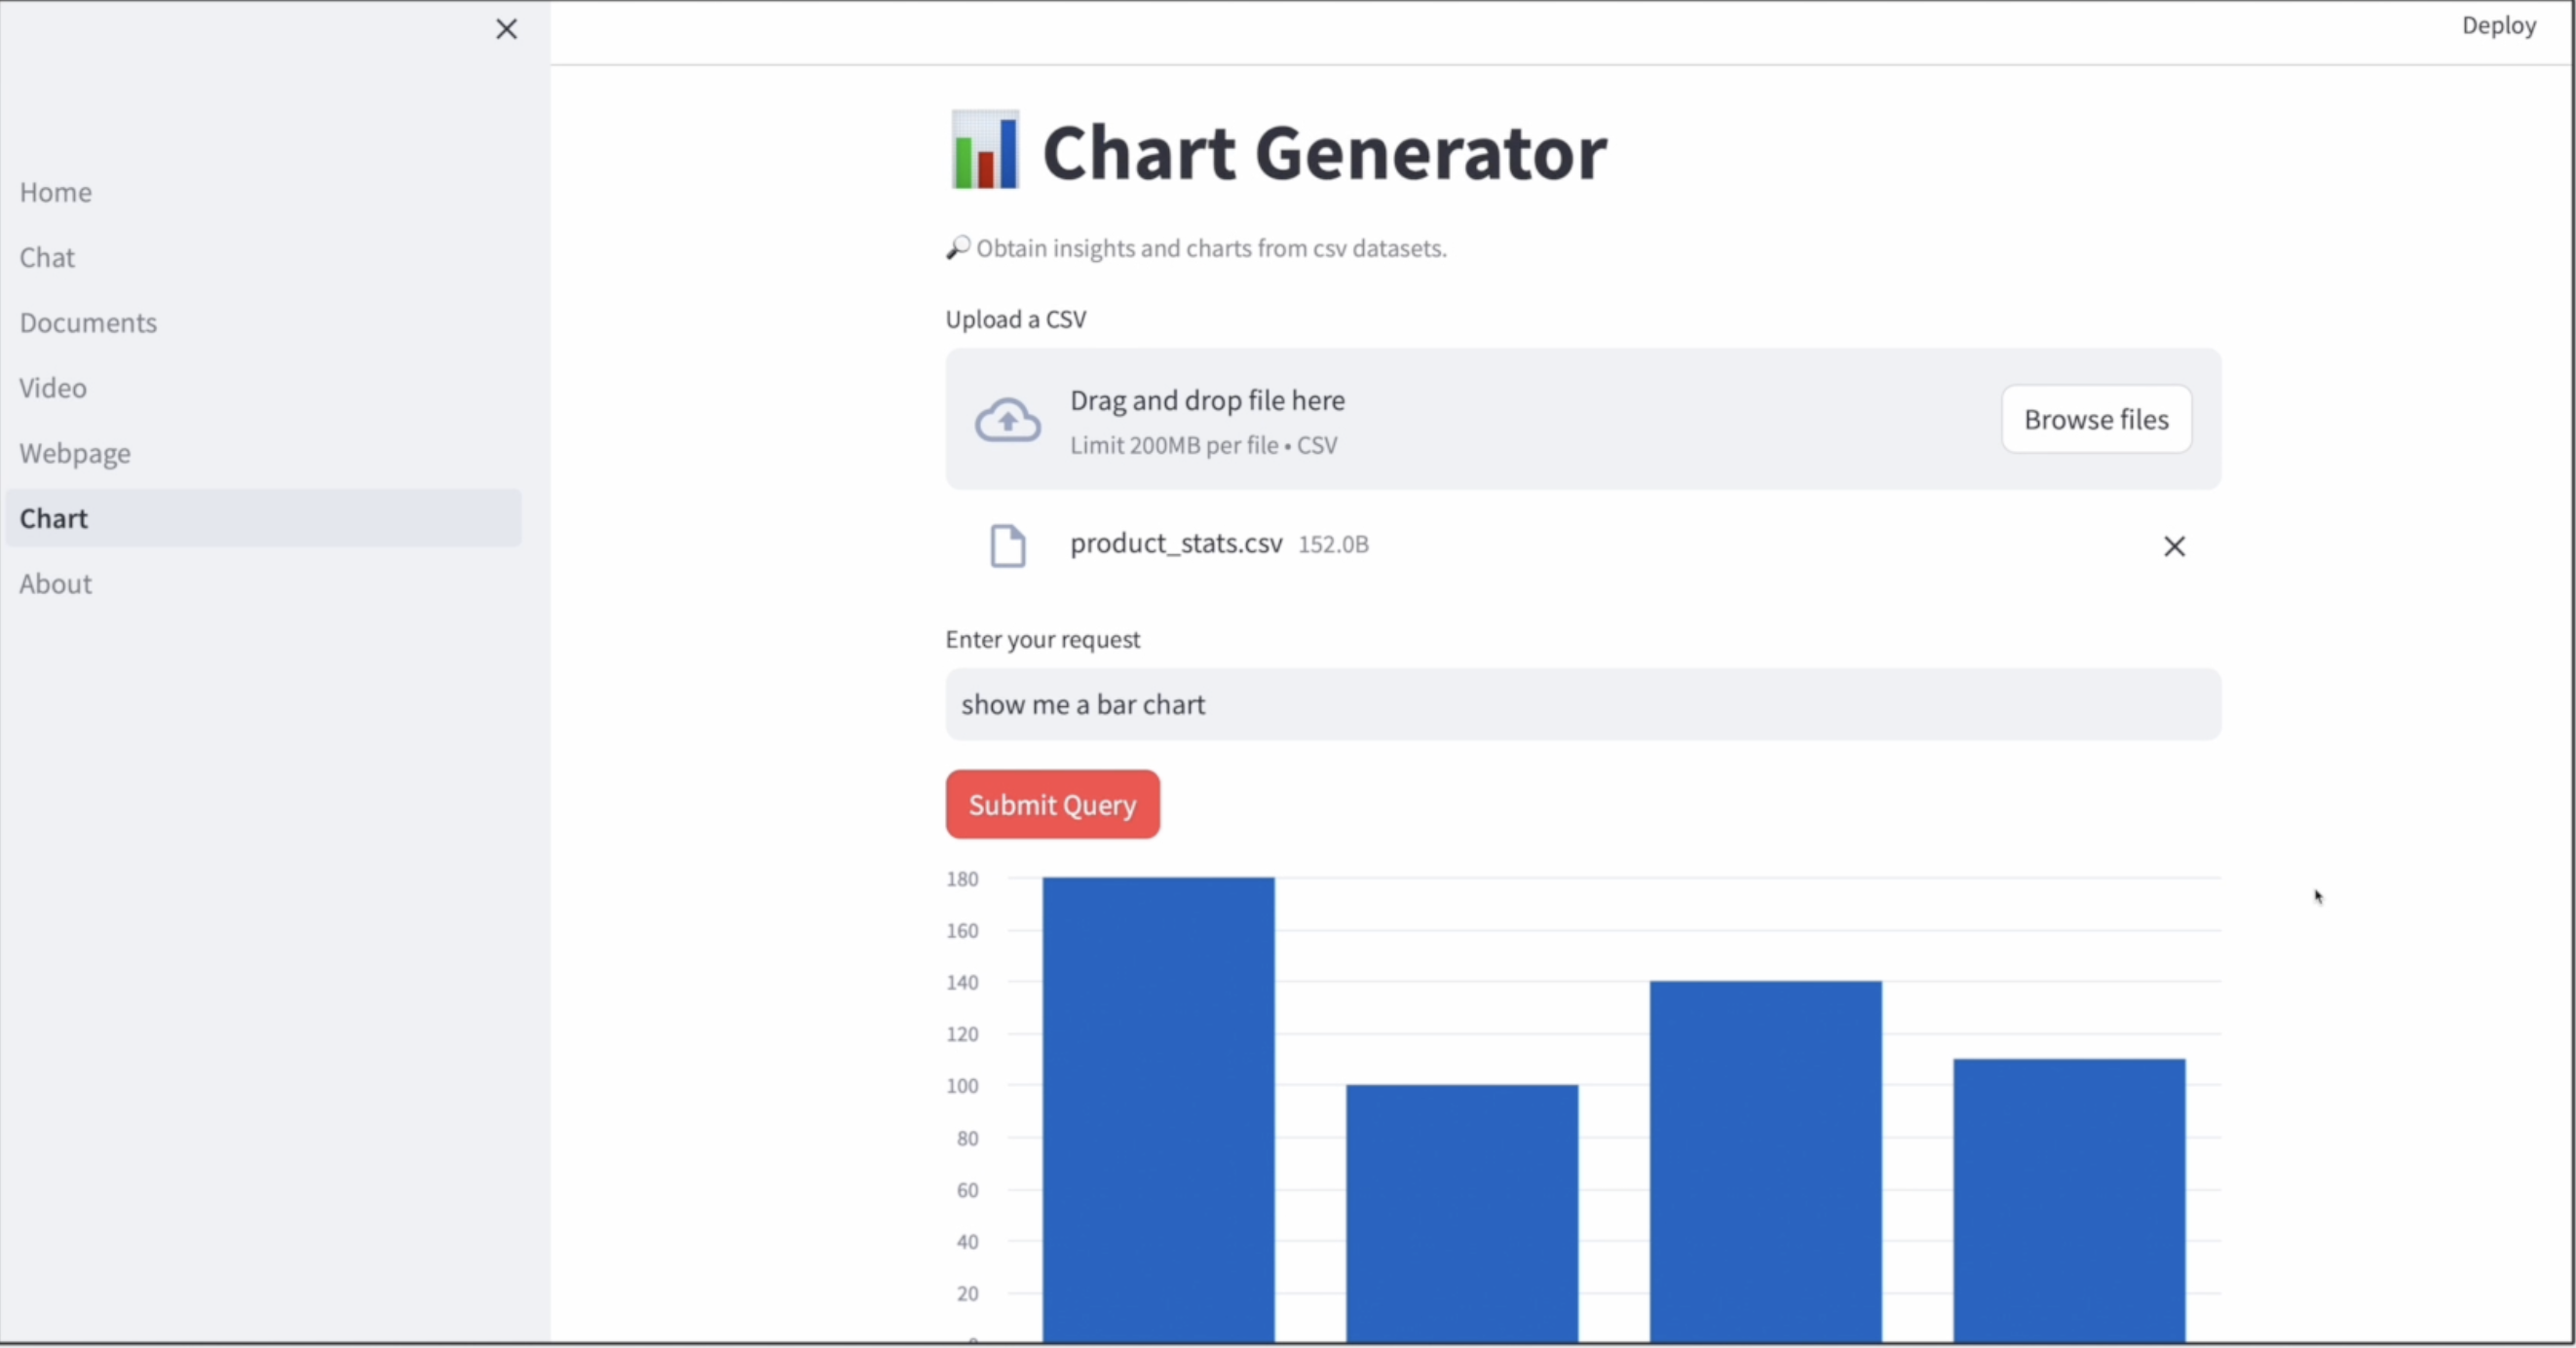 Deploy
Home
Chat
Documents
Video
Webpage
Chart
About
Chart Generator
Obtain insights and charts from csv datasets.
Upload a CSV
Drag and drop file here
Limit 200MB per file • CSV
Browse files
product_stats.csv 152.0B
Enter your request
show me a bar chart
Submit Query
180
160
140
120
100
80
60
40
20